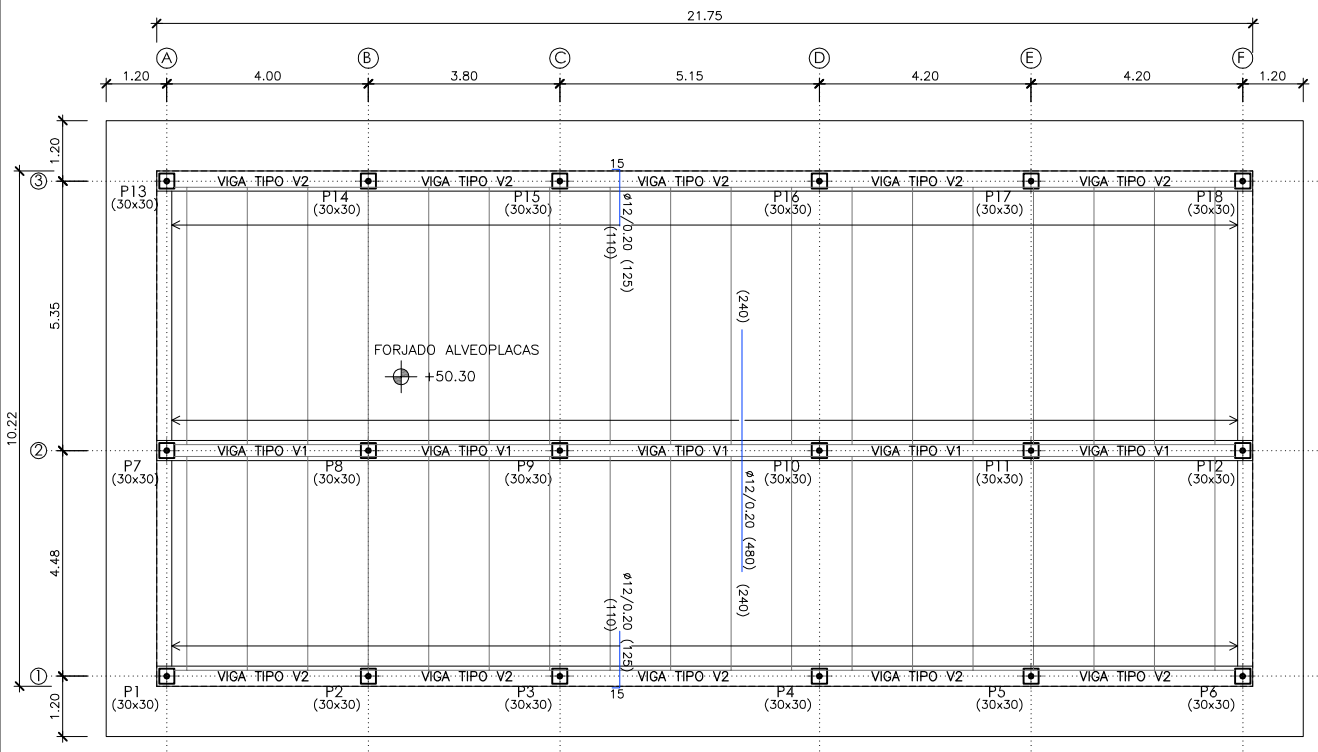 21.75
A B C D E F
1.20 4.00 3.80 5.15 4.20 4.20 1.20
1.20
3
15
VIGA TIPO V2 VIGA TIPO V2 VIGA TIPO V2 VIGA TIPO V2 VIGA TIPO V2
P13 P14 P15 P16 P17 P18
(30x30) (30x30) (30x30) (30x30) (30x30) (30x30)
ø12/0.20 (125)
(110)
5.35
(240)
FORJADO ALVEOPLACAS
+50.30
10.22
2
VIGA TIPO V1 VIGA TIPO V1 VIGA TIPO V1 VIGA TIPO V1 VIGA TIPO V1
P7 P8 P9 P10 P11 P12
(30x30) (30x30) (30x30) (30x30) (30x30) (30x30)
ø12/0.20 (480)
4.48
(240)
ø12/0.20 (125)
(110)
1
VIGA TIPO V2 VIGA TIPO V2 VIGA TIPO V2 VIGA TIPO V2 VIGA TIPO V2
15
P1 P2 P3 P4 P5 P6
(30x30) (30x30) (30x30) (30x30) (30x30) (30x30)
1.20